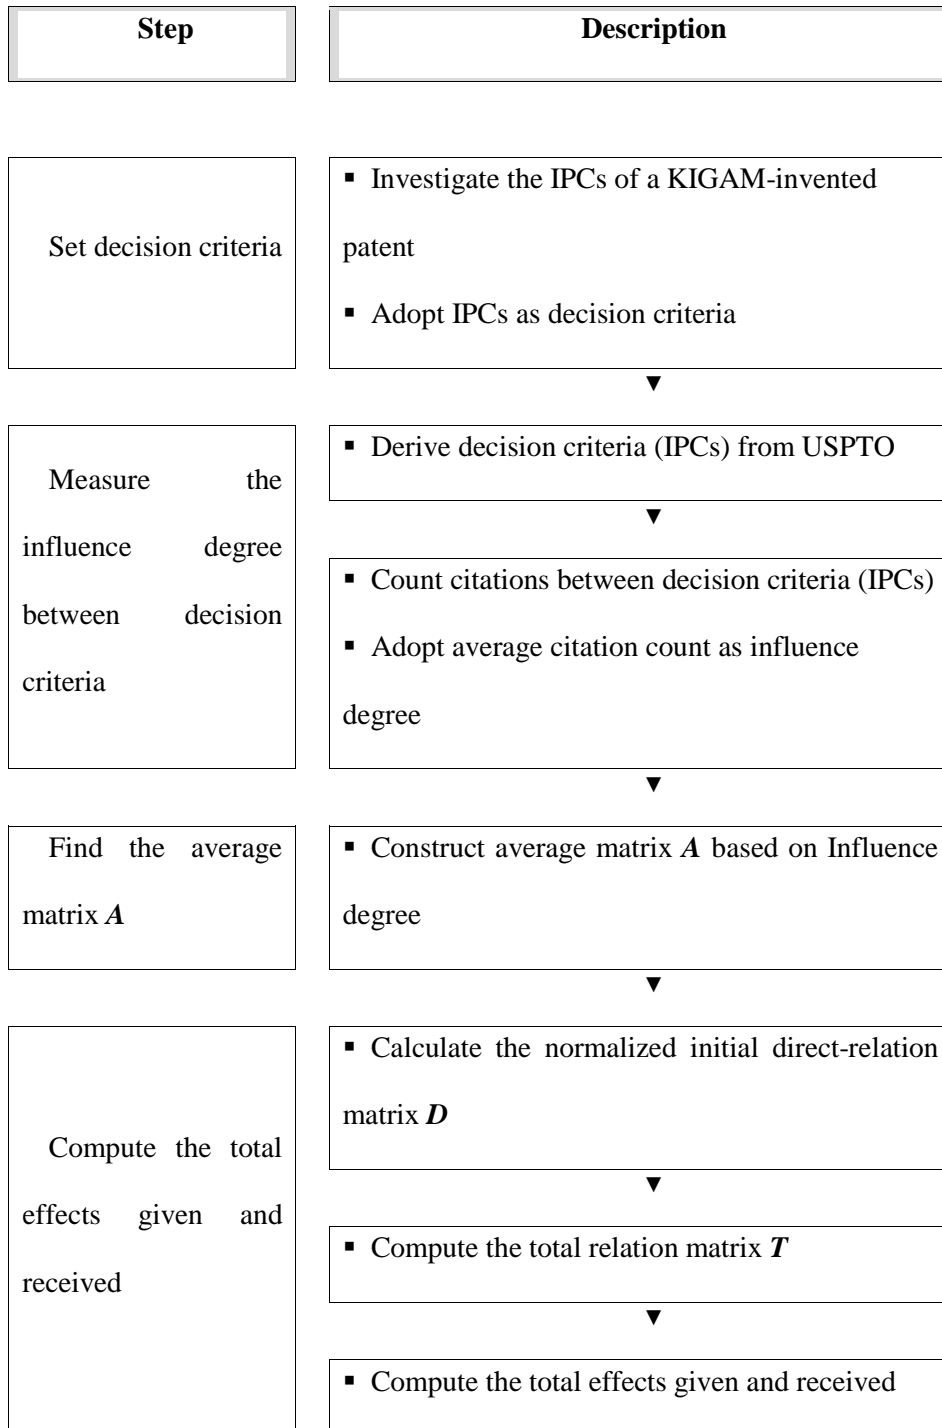 Step
Description
Set decision criteria
▪ Investigate the IPCs of a KIGAM-invented
patent
▪ Adopt IPCs as decision criteria
▼
Measure the
influence degree
between decision
criteria
▪ Derive decision criteria (IPCs) from USPTO
▼
▪ Count citations between decision criteria (IPCs)
▪ Adopt average citation count as influence
degree
▼
Find the average
matrix A
▪ Construct average matrix A based on Influence
degree
▼
Compute the total
effects given and
received
▪ Calculate the normalized initial direct-relation
matrix D
▼
▪ Compute the total relation matrix T
▼
▪ Compute the total effects given and received